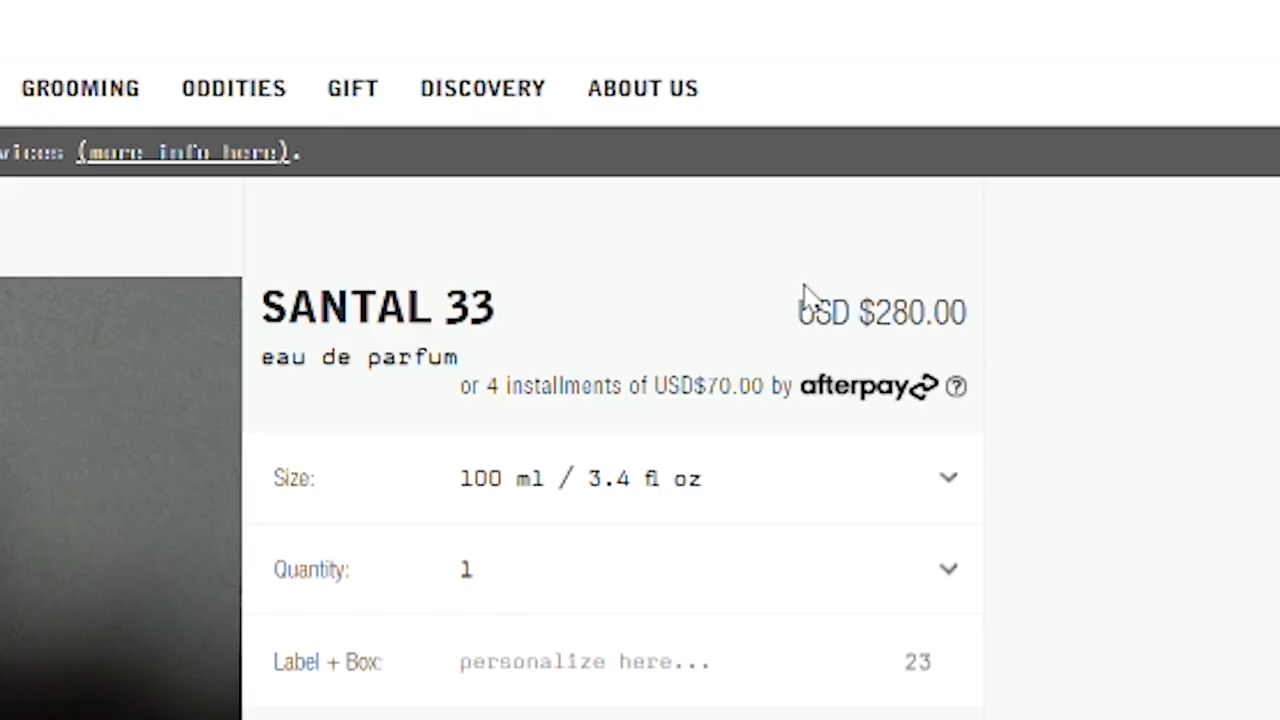 GROOMING ODDITIES GIFT DISCOVERY ABOUT US
vices (more info here).
SANTAL 33
USD $280.00
eau de parfum
or 4 installments of USD$70.00 by afterpay ?
Size: 100 ml / 3.4 fl oz
Quantity: 1
Label + Box: personalize here... 23